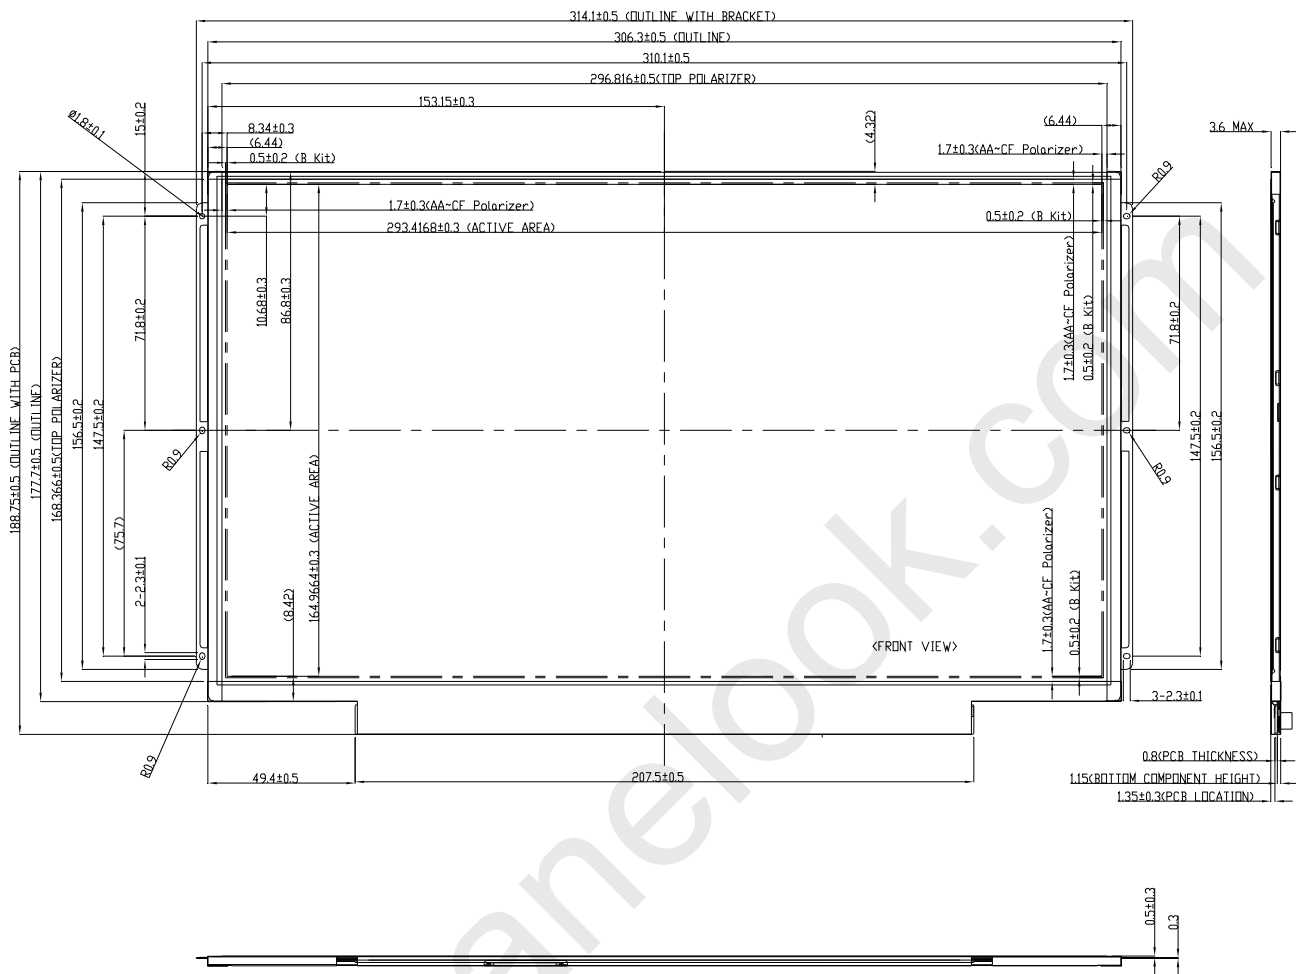 314.1±0.5 (OUTLINE WITH BRACKET)
306.3±0.5 (OUTLINE)
310.1±0.5
296.816±0.5(TOP POLARIZER)
153.15±0.3
15±0.2
Ø1.8±0.1
8.34±0.3
(6.44)
0.5±0.2 (B Kit)
(4.32)
(6.44)
1.7±0.3(AA~CF Polarizer)
3.6 MAX
R0.9
1.7±0.3(AA~CF Polarizer)
293.4168±0.3 (ACTIVE AREA)
0.5±0.2 (B Kit)
10.68±0.3
86.8±0.3
71.8±0.2
1.7±0.3(AA~CF Polarizer)
0.5±0.2 (B Kit)
71.8±0.2
188.75±0.5 (OUTLINE WITH PCB)
177.7±0.5 (OUTLINE)
168.366±0.5(TOP POLARIZER)
156.5±0.2
147.5±0.2
147.5±0.2
156.5±0.2
R0.9
R0.9
(75.7)
2-2.3±0.1
(8.42)
164.9664±0.3 (ACTIVE AREA)
1.7±0.3(AA~CF Polarizer)
0.5±0.2 (B Kit)
<FRONT VIEW>
3-2.3±0.1
R0.9
49.4±0.5
207.5±0.5
0.8(PCB THICKNESS)
1.15(BOTTOM COMPONENT HEIGHT)
1.35±0.3(PCB LOCATION)
0.5±0.3
0.3
anelook.com